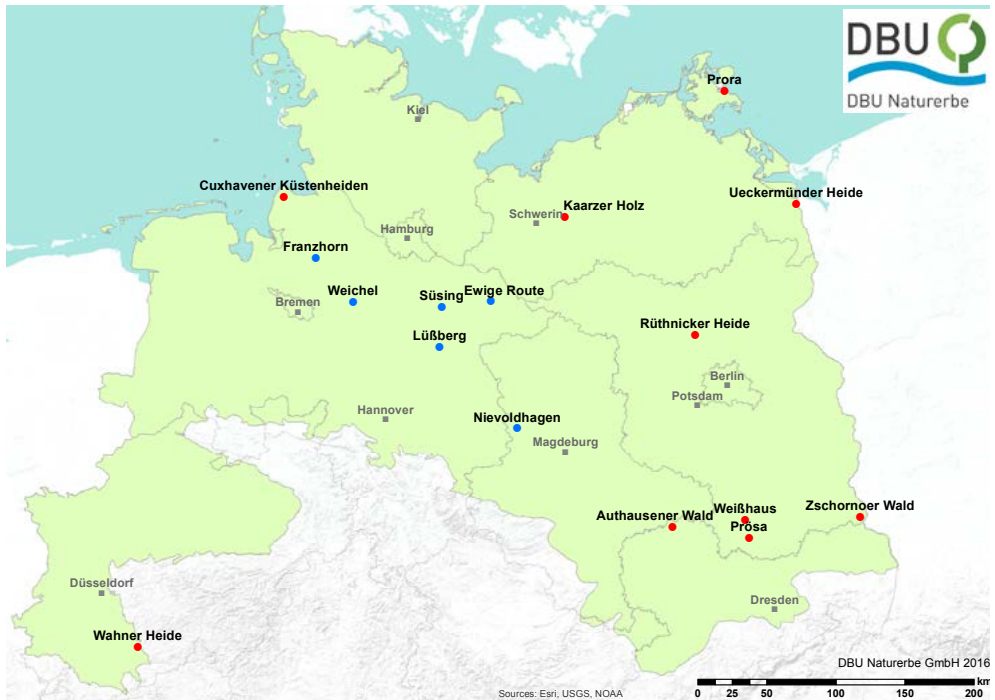 DBU
DBU Naturerbe
Prora
Kiel
Cuxhavener Küstenheiden
Ueckermünder Heide
Kaarzer Holz
Schwerin
Hamburg
Franzhorn
Weichel
Süsing
Ewige Route
Bremen
Rüthnicker Heide
Lüßberg
Berlin
Potsdam
Hannover
Nievoldhagen
Magdeburg
Zschornoer Wald
Weißhaus
Authausener Wald
Prösa
Düsseldorf
Dresden
Wahner Heide
DBU Naturerbe GmbH 2016
km
0 25 50 100 150 200
Sources: Esri, USGS, NOAA